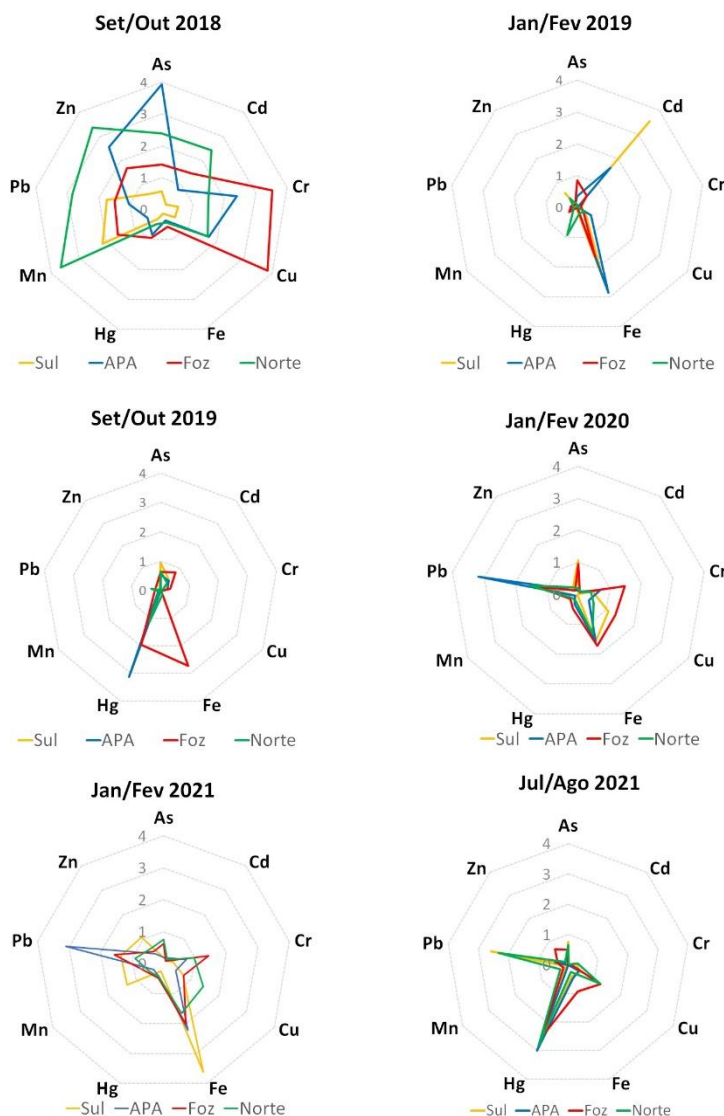 Set/Out 2018
As
Cd
Cr
Cu
Fe
Hg
Mn
Pb
Zn
4
3
2
1
0
Sul APA Foz Norte
Jan/Fev 2019
As
Cd
Cr
Cu
Fe
Hg
Mn
Pb
Zn
4
3
2
1
0
Sul APA Foz Norte
Set/Out 2019
As
Cd
Cr
Cu
Fe
Hg
Mn
Pb
Zn
4
3
2
1
0
Sul APA Foz Norte
Jan/Fev 2020
As
Cd
Cr
Cu
Fe
Hg
Mn
Pb
Zn
4
3
2
1
0
Sul APA Foz Norte
Jan/Fev 2021
As
Cd
Cr
Cu
Fe
Hg
Mn
Pb
Zn
4
3
2
1
0
Sul APA Foz Norte
Jul/Ago 2021
As
Cd
Cr
Cu
Fe
Hg
Mn
Pb
Zn
4
3
2
1
0
Sul APA Foz Norte